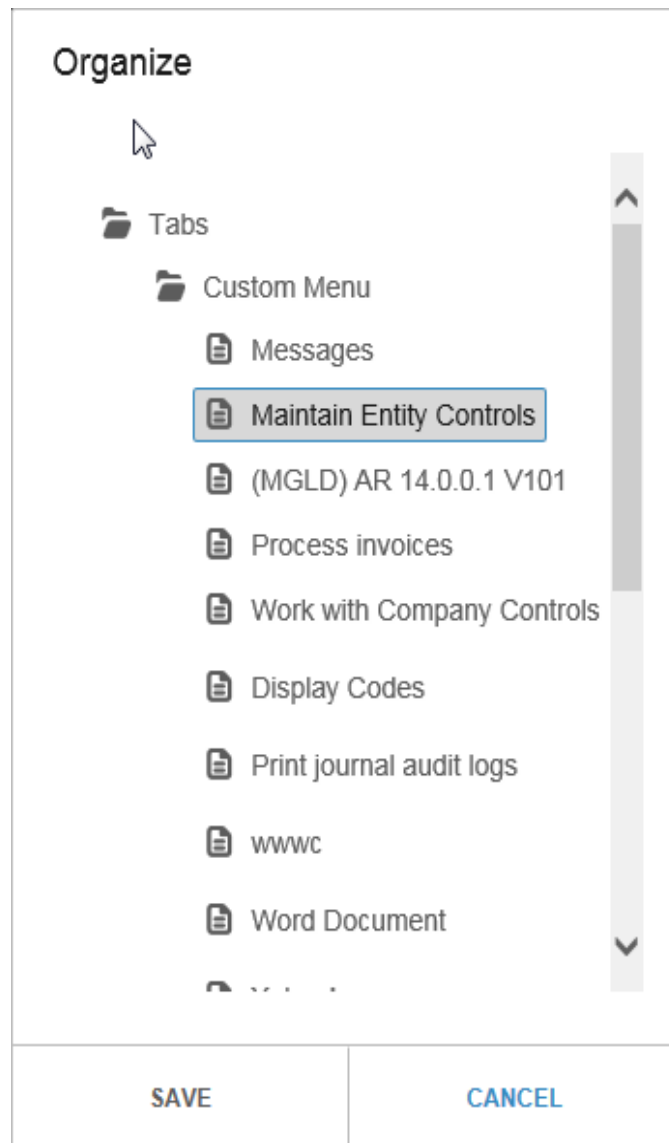 Organize
Tabs
Custom Menu
Messages
Maintain Entity Controls
(MGLD) AR 14.0.0.1 V101
Process invoices
Work with Company Controls
Display Codes
Print journal audit logs
wwwc
Word Document
SAVE
CANCEL